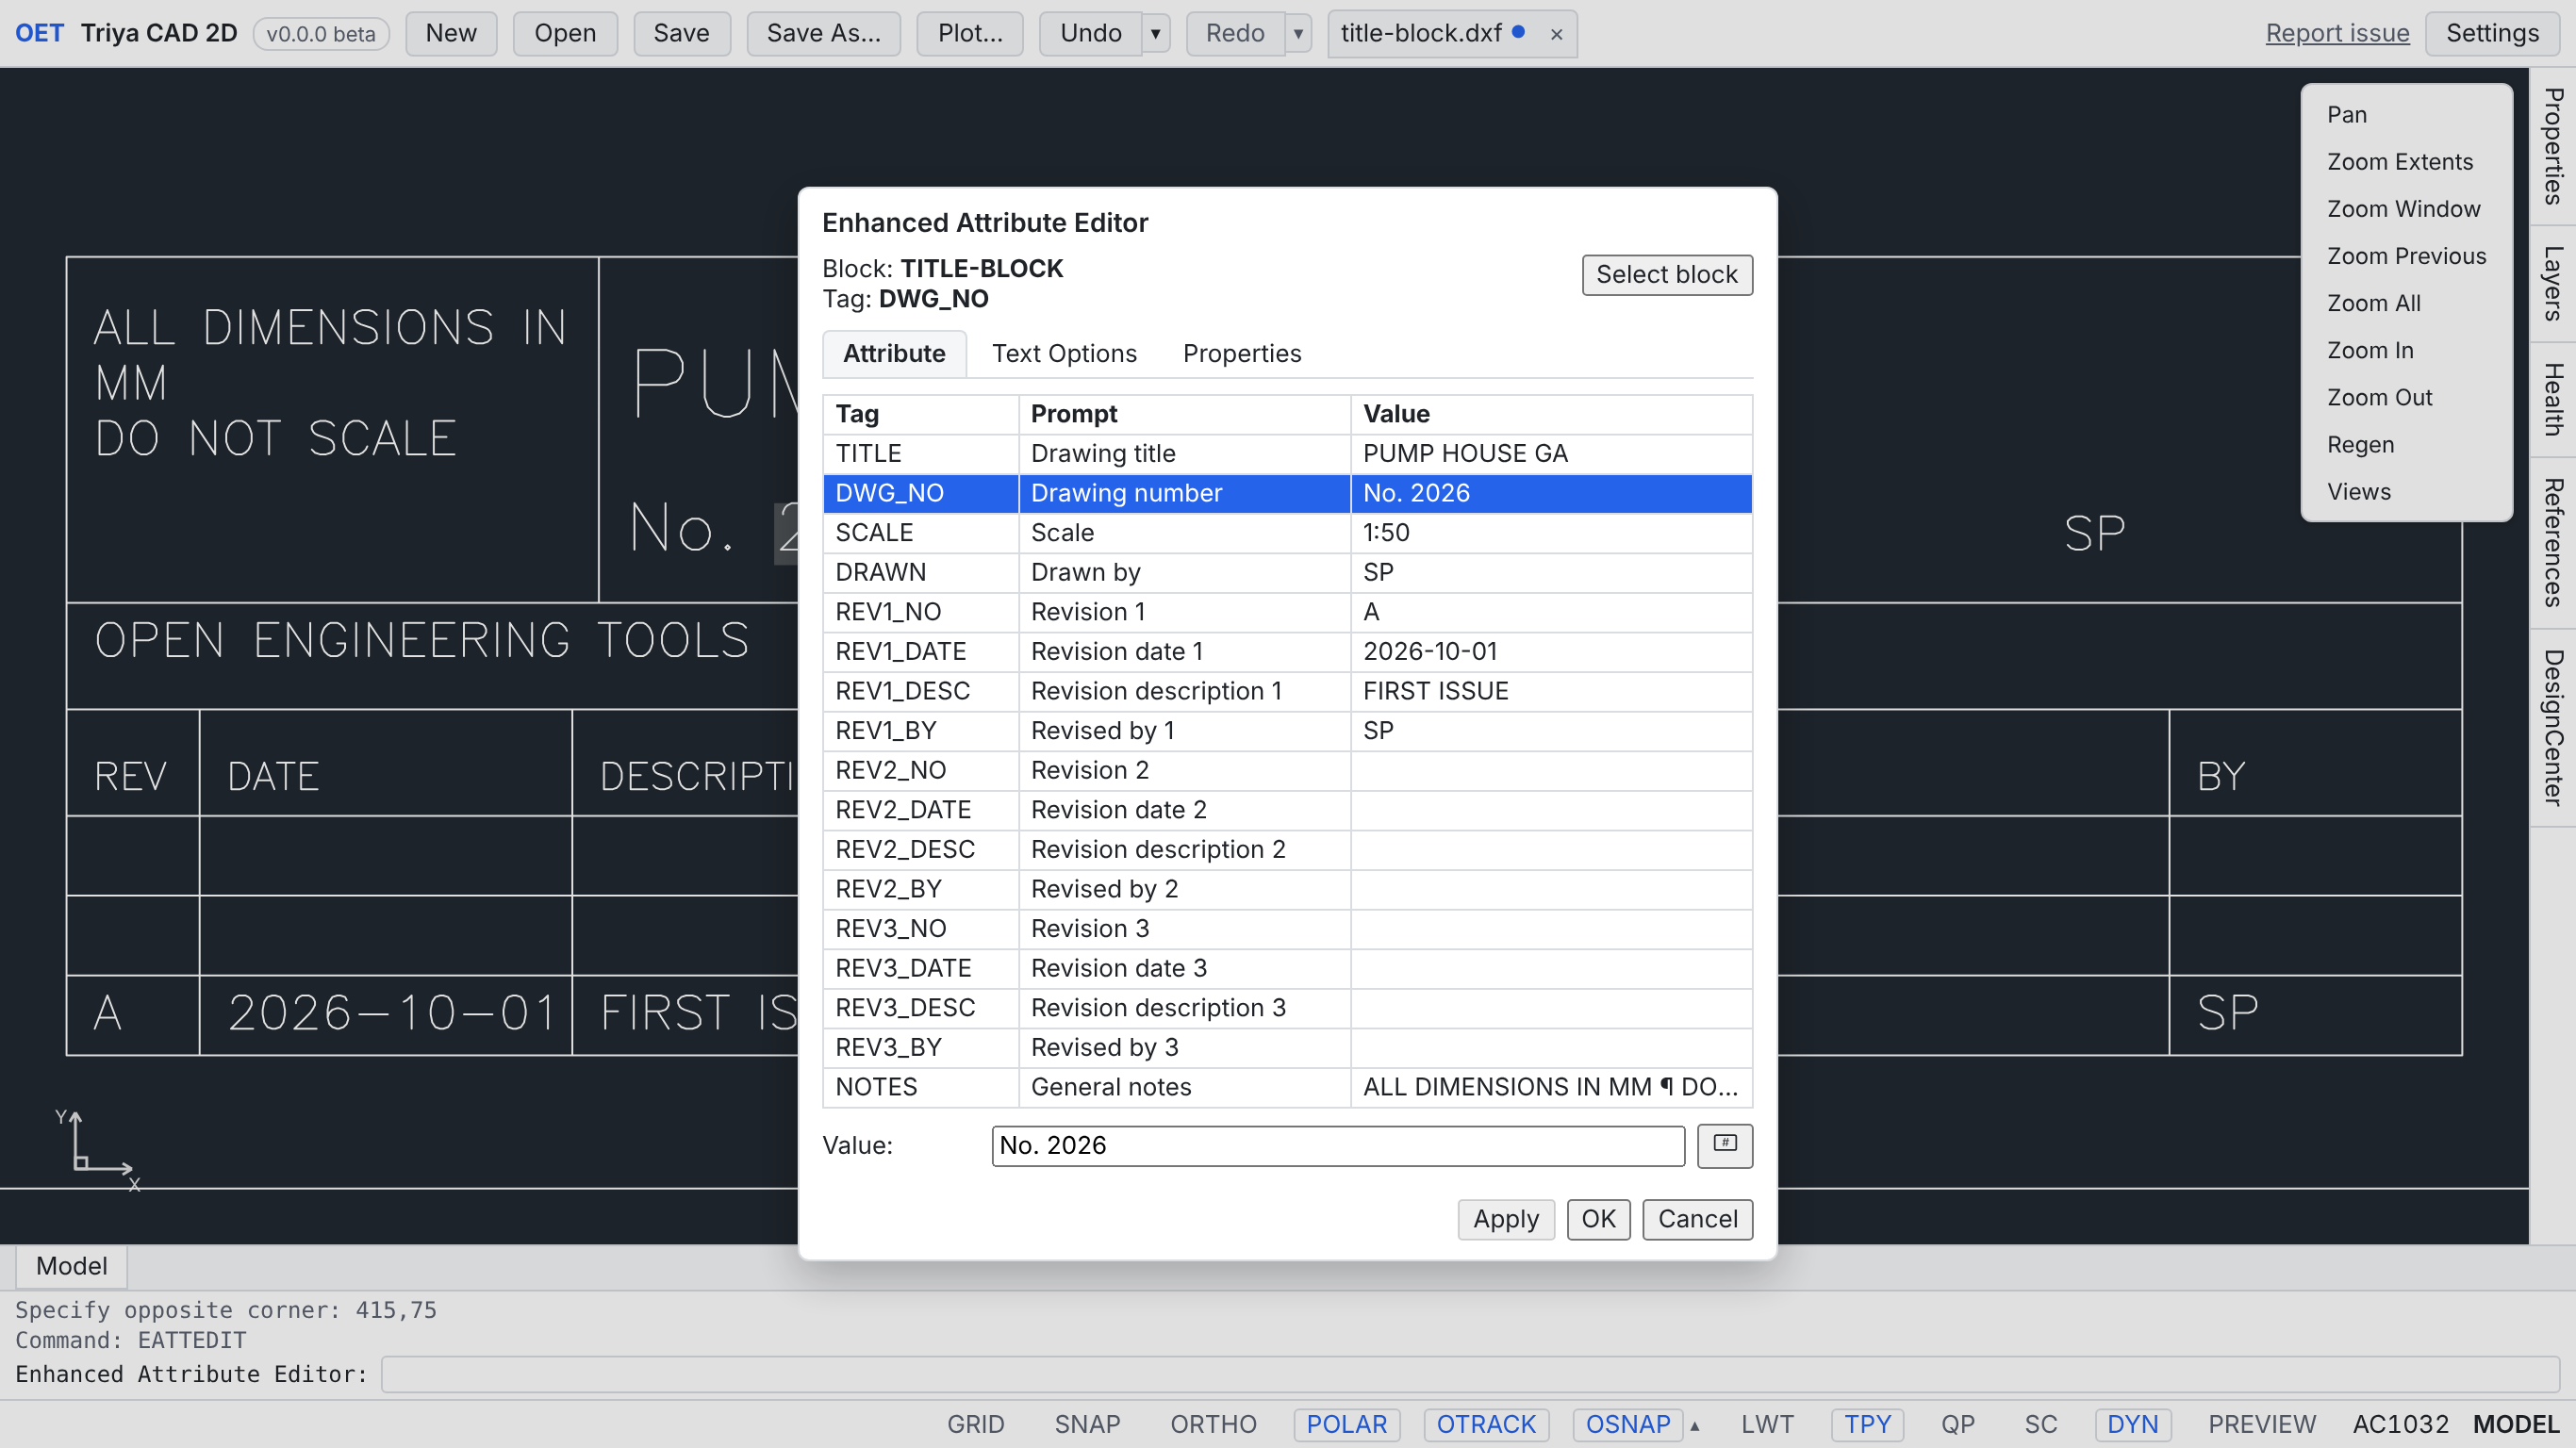 OET Triya CAD 2D v0.0.0 beta New Open Save Save As... Plot... Undo ▾ Redo ▾ title-block.dxf × Report issue Settings
Pan
Zoom Extents
Zoom Window
Zoom Previous
Zoom All
Zoom In
Zoom Out
Regen
Views
Properties
Layers
Health
References
DesignCenter
ALL DIMENSIONS IN
MM
DO NOT SCALE
PUM
No. 2
SP
OPEN ENGINEERING TOOLS
REV DATE DESCRIPTI BY
A 2026-10-01 FIRST IS SP
Y
X
Enhanced Attribute Editor
Block: TITLE-BLOCK
Tag: DWG_NO
Select block
Attribute Text Options Properties
Tag Prompt Value
TITLE Drawing title PUMP HOUSE GA
DWG_NO Drawing number No. 2026
SCALE Scale 1:50
DRAWN Drawn by SP
REV1_NO Revision 1 A
REV1_DATE Revision date 1 2026-10-01
REV1_DESC Revision description 1 FIRST ISSUE
REV1_BY Revised by 1 SP
REV2_NO Revision 2
REV2_DATE Revision date 2
REV2_DESC Revision description 2
REV2_BY Revised by 2
REV3_NO Revision 3
REV3_DATE Revision date 3
REV3_DESC Revision description 3
REV3_BY Revised by 3
NOTES General notes ALL DIMENSIONS IN MM ¶ DO...
Value: No. 2026 #
Apply OK Cancel
Model
Specify opposite corner: 415,75
Command: EATTEDIT
Enhanced Attribute Editor:
GRID SNAP ORTHO POLAR OTRACK OSNAP ▴ LWT TPY QP SC DYN PREVIEW AC1032 MODEL